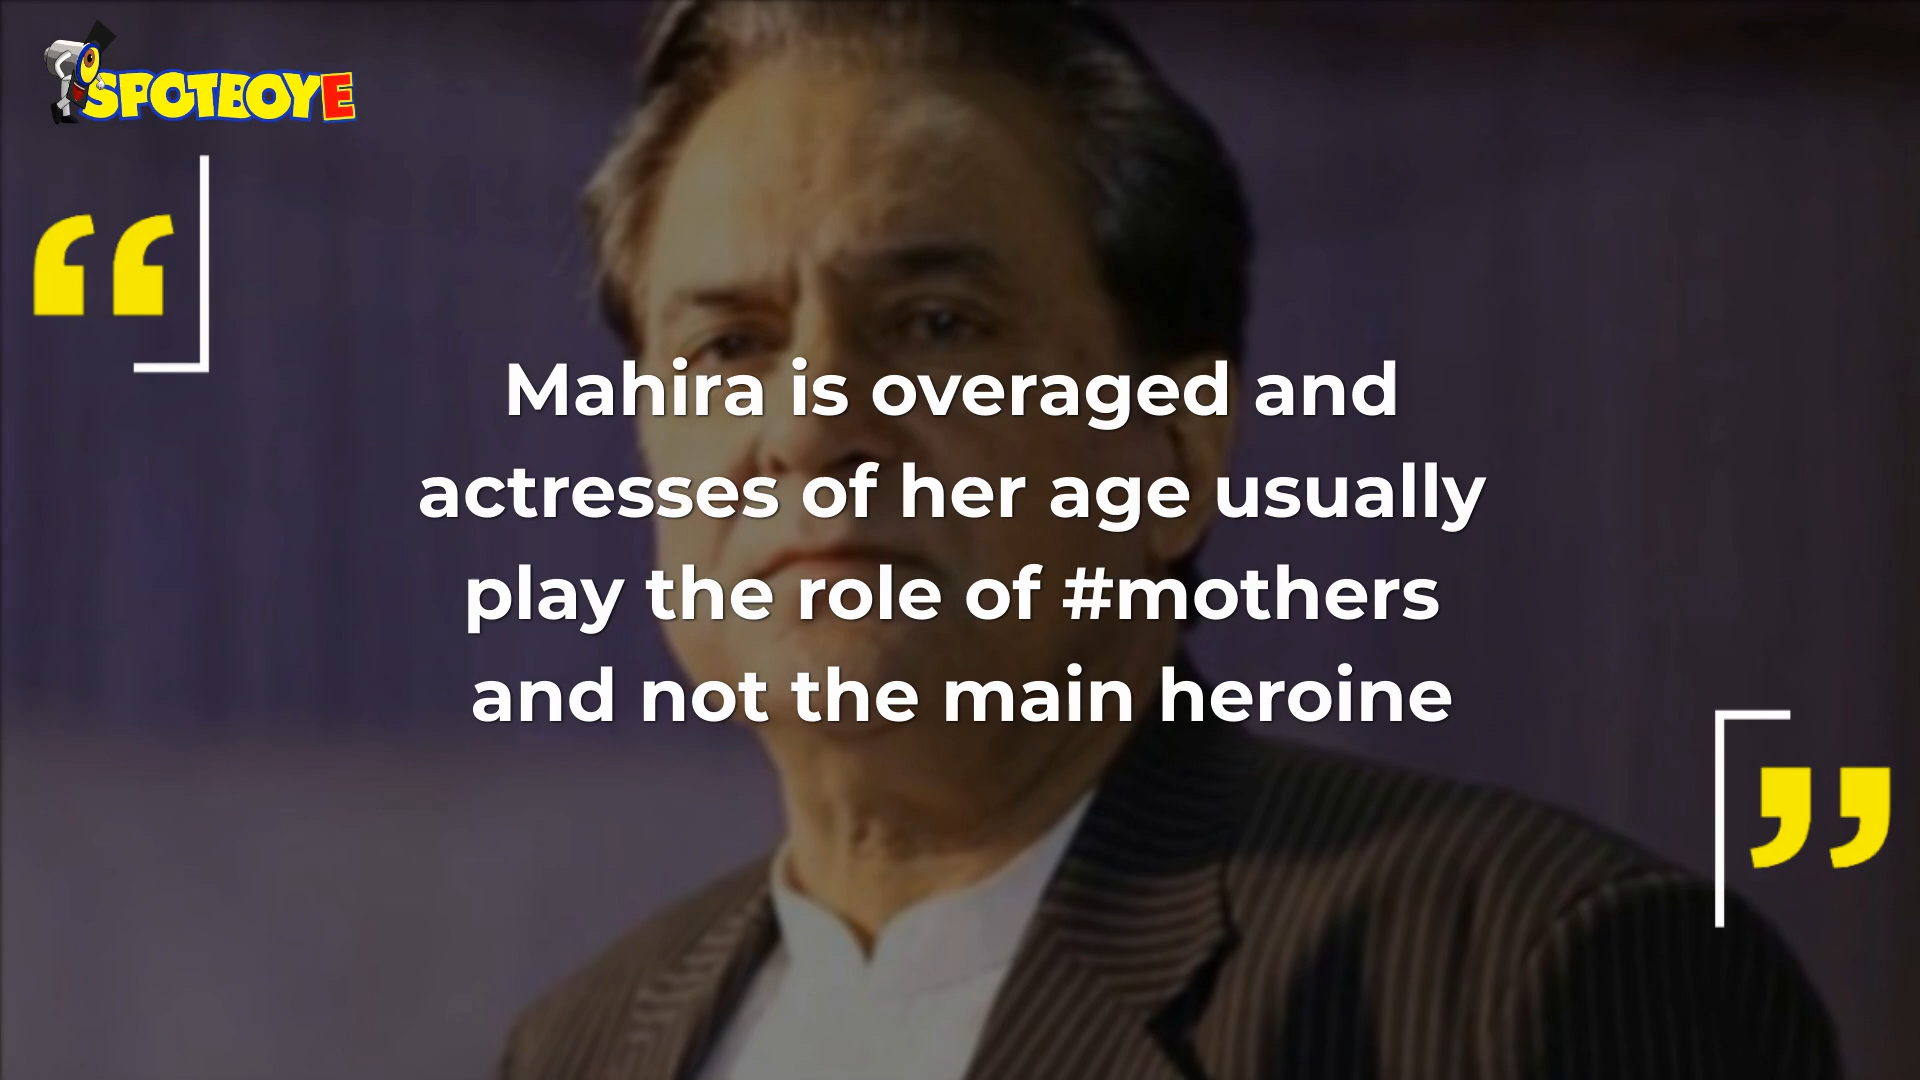 SPOTBOYE
Mahira is overaged and
actresses of her age usually
play the role of #mothers
and not the main heroine